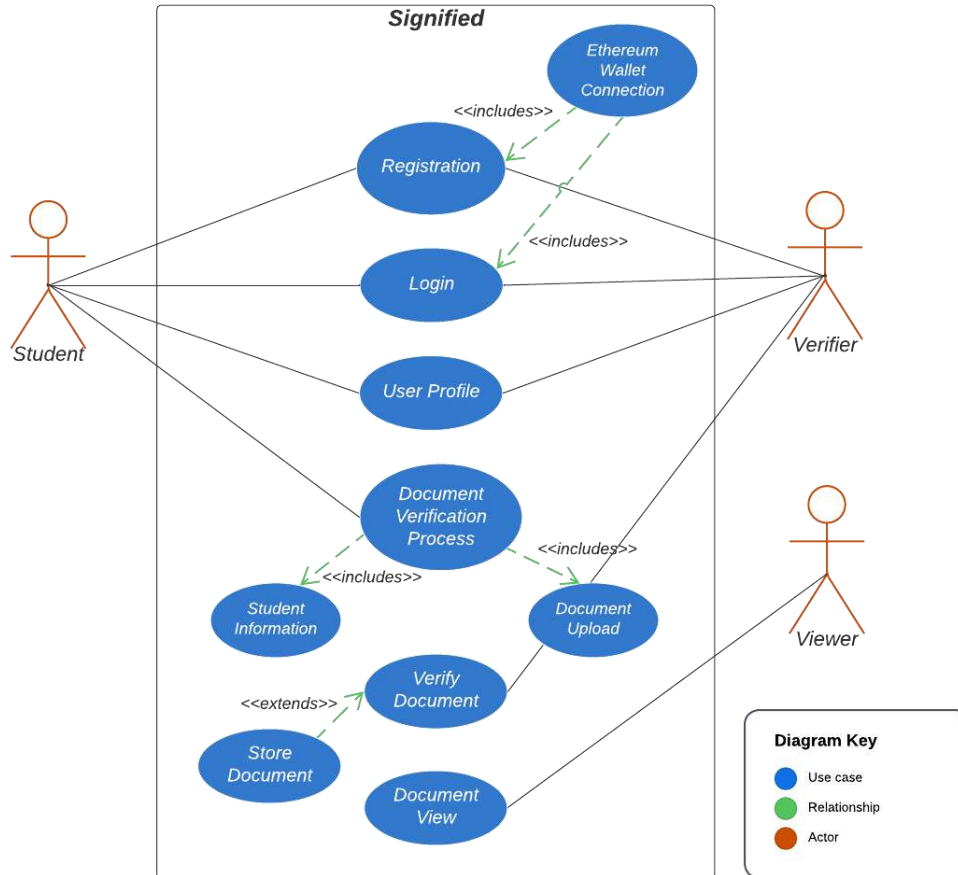 Signified
Ethereum
Wallet
Connection
<<includes>>
Registration
<<includes>>
Login
Student
Verifier
User Profile
Document
Verification
Process
<<includes>>
<<includes>>
Student
Information
Document
Upload
Viewer
Verify
Document
<<extends>>
Store
Document
Document
View
Diagram Key
Use case
Relationship
Actor